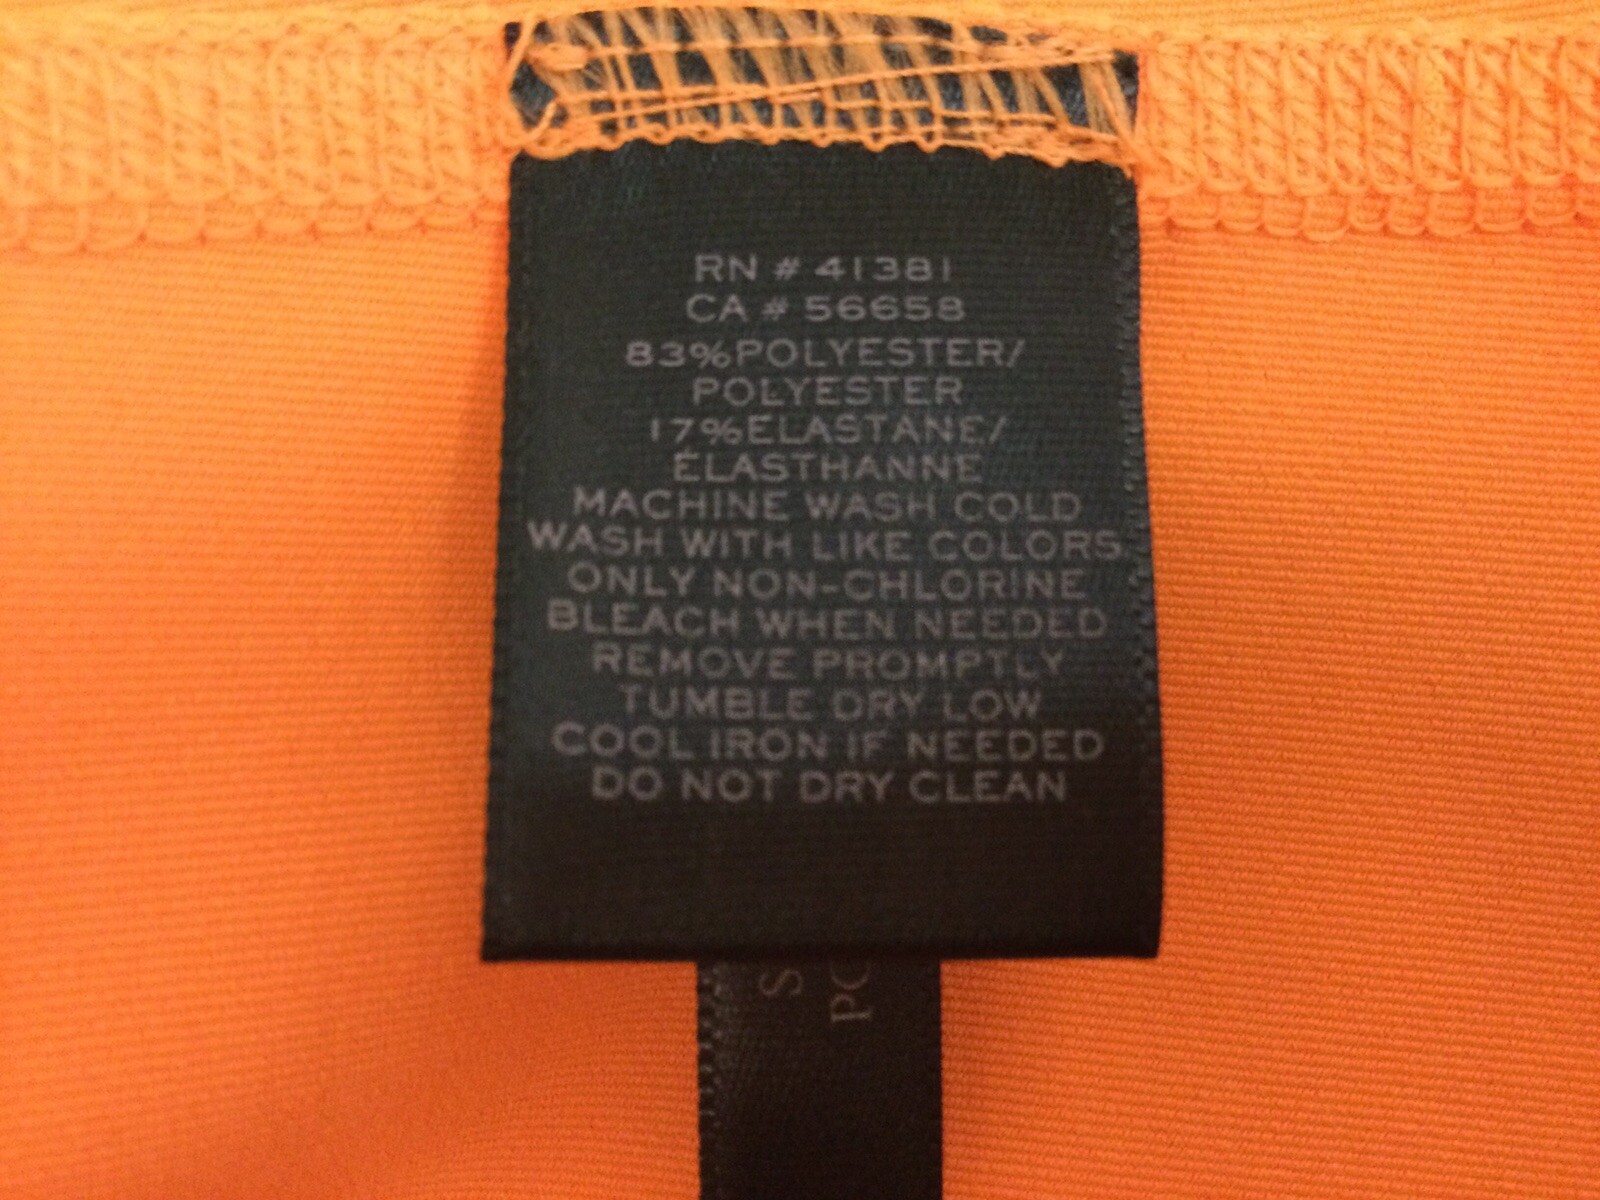 RN # 41381
CA # 56658
83%POLYESTER/
POLYESTER
17%ELASTANE/
ÉLASTHANNE
MACHINE WASH COLD
WASH WITH LIKE COLORS
ONLY NON-CHLORINE
BLEACH WHEN NEEDED
REMOVE PROMPTLY
TUMBLE DRY LOW
COOL IRON IF NEEDED
DO NOT DRY CLEAN